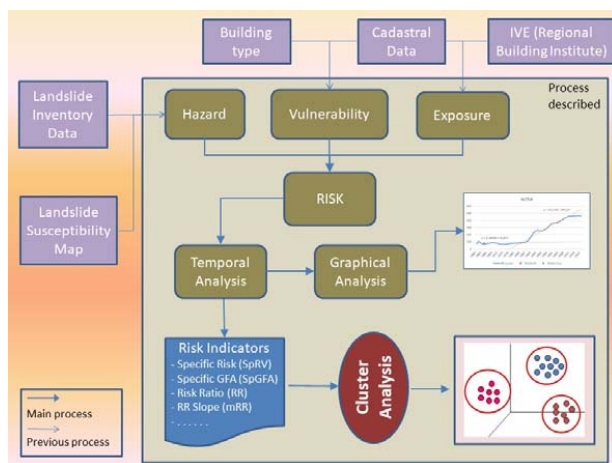 Building
type
Cadastral
Data
IVE (Regional
Building Institute)
Process
described
Landslide
Inventory
Data
Hazard
Vulnerability
Exposure
RISK
Landslide
Susceptibility
Map
Temporal
Analysis
Graphical
Analysis
Risk Indicators
- Specific Risk (SpRV)
- Specific GFA (SpGFA)
- Risk Ratio (RR)
- RR Slope (mRR)
- . . . . . .
Cluster
Analysis
Main process
Previous process